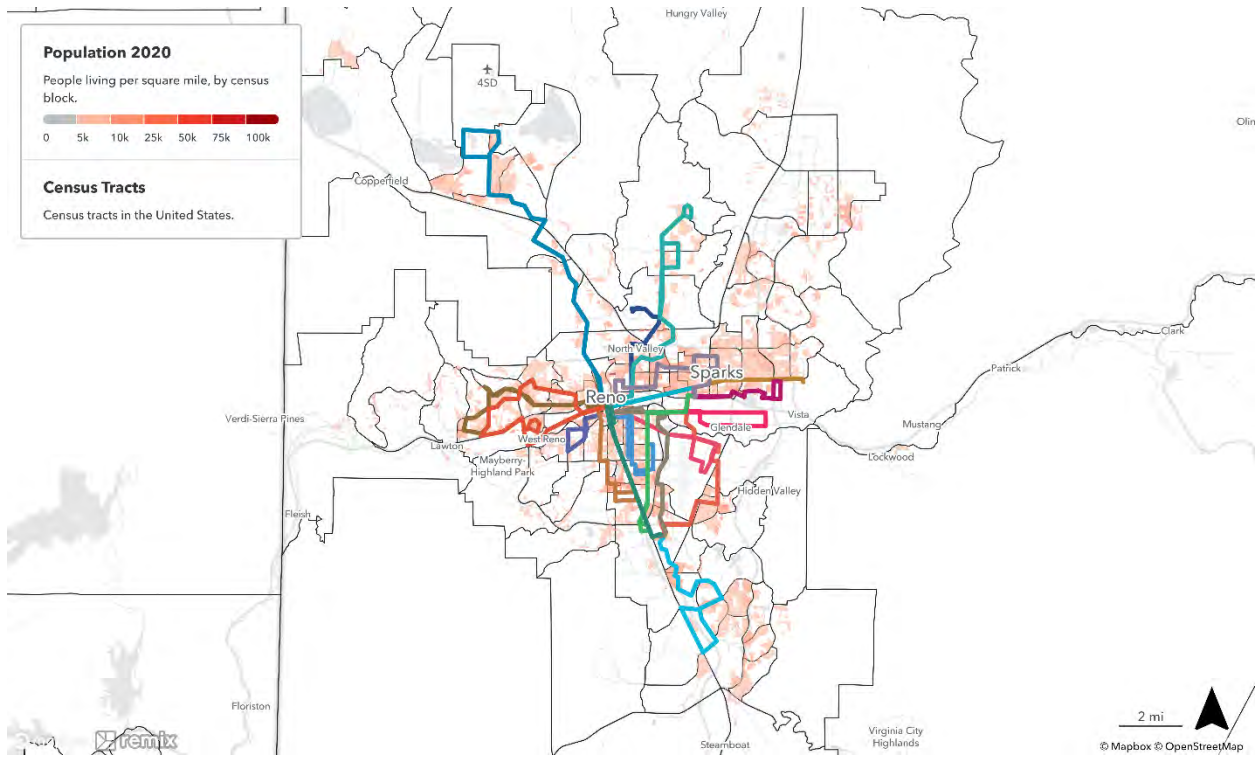 Population 2020
People living per square mile, by census
block.
0 5k 10k 25k 50k 75k 100k
Census Tracts
Census tracts in the United States.
Hungry Valley
4SD
Copperfield
Clark
North Valley
Patrick
Sparks
Reno
Verdi-Sierra Pines
Vista
Mustang
Glendale
West Reno
Lawton
Lockwood
Mayberry-
Highland Park
Hidden Valley
Fleish
Floriston
2 mi
Virginia City
Highlands
remix
Steamboat
© Mapbox © OpenStreetMap